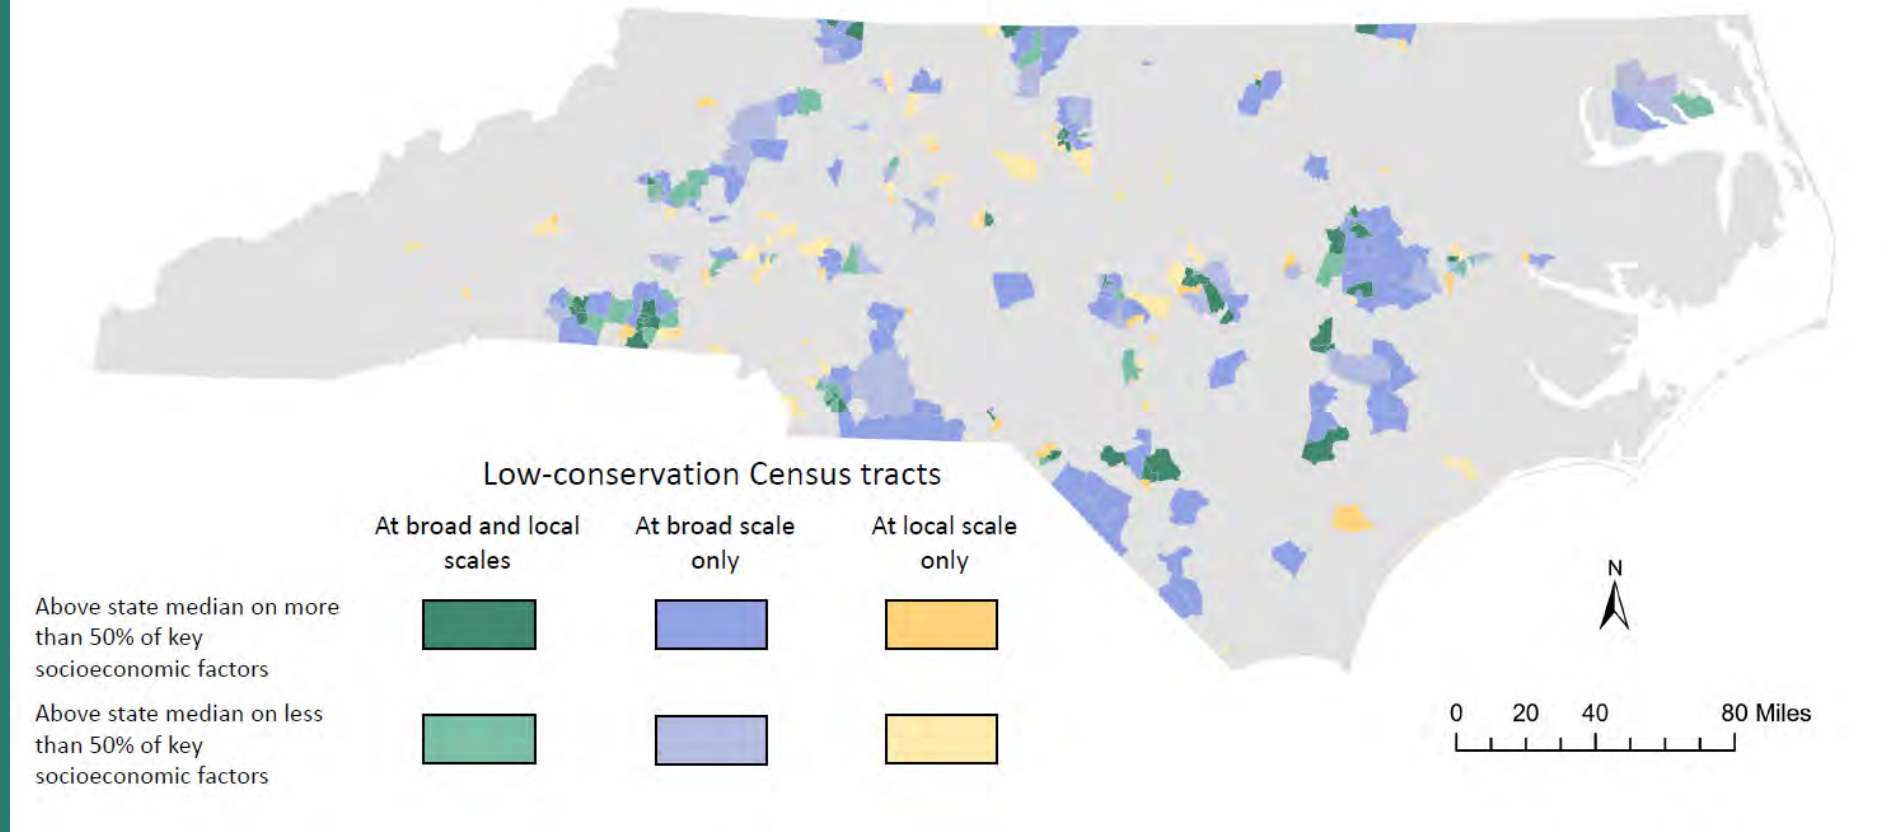 Low-conservation Census tracts
At broad and local
scales
At broad scale
only
At local scale
only
Above state median on more
than 50% of key
socioeconomic factors
Above state median on less
than 50% of key
socioeconomic factors
N
0 20 40 80 Miles